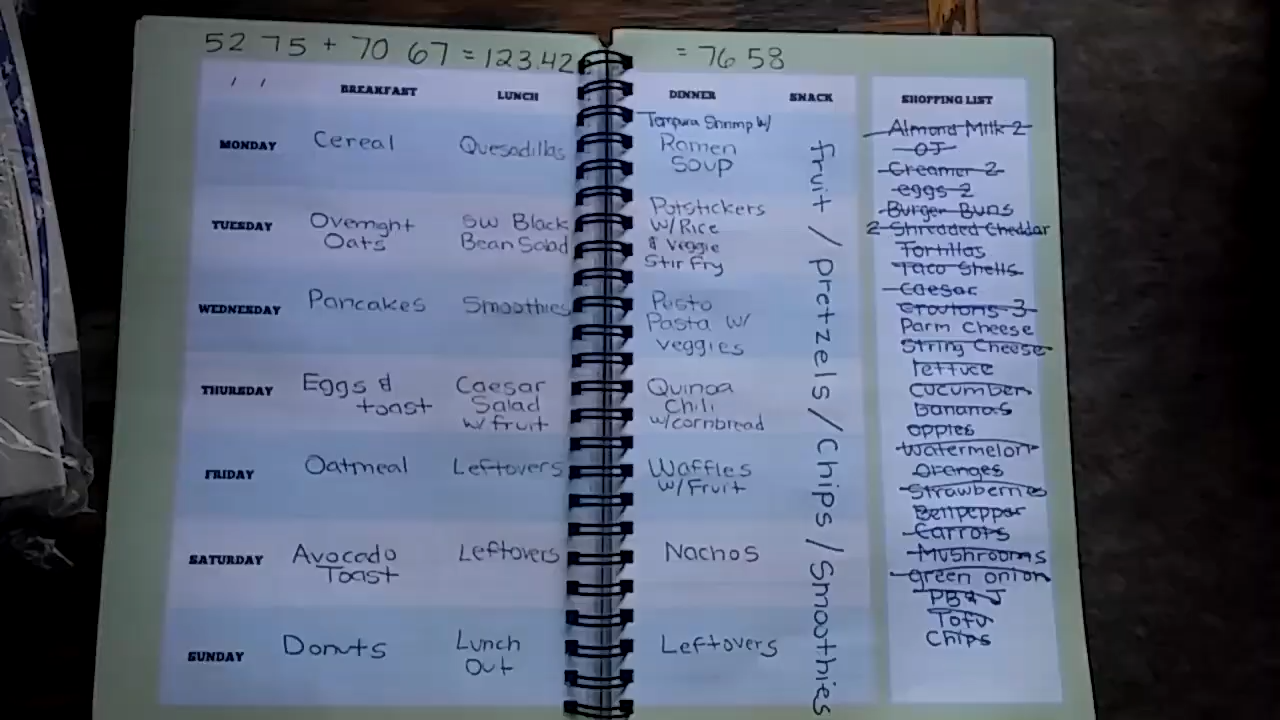 52 75 + 70 67 = 123.42
= 76 58
BREAKFAST LUNCH DINNER SNACK SHOPPING LIST
MONDAY
Cereal
Quesadillas
Tempura Shrimp w/
Ramen
Soup
TUESDAY
Overnight
Oats
SW Black
Bean Salad
Potstickers
w/Rice
& Veggie
Stir Fry
WEDNESDAY
Pancakes
Smoothies
Pesto
Pasta w/
veggies
THURSDAY
Eggs &
toast
Caesar
Salad
w/ fruit
Quinoa
Chili
w/cornbread
FRIDAY
Oatmeal
Leftovers
Waffles
w/Fruit
SATURDAY
Avocado
Toast
Leftovers
Nachos
SUNDAY
Donuts
Lunch
Out
Leftovers
fruit / pretzels / Chips / Smoothies
Almond Milk 2
OJ
Creamer 2
eggs 2
Burger Buns
2 Shredded Cheddar
Tortillas
Taco Shells
Caesar
Croutons 3
Parm Cheese
String Cheese
lettuce
cucumber
bananas
apples
Watermelon
oranges
Strawberries
Bellpepper
Carrots
Mushrooms
green onion
PB & J
Tofu
Chips